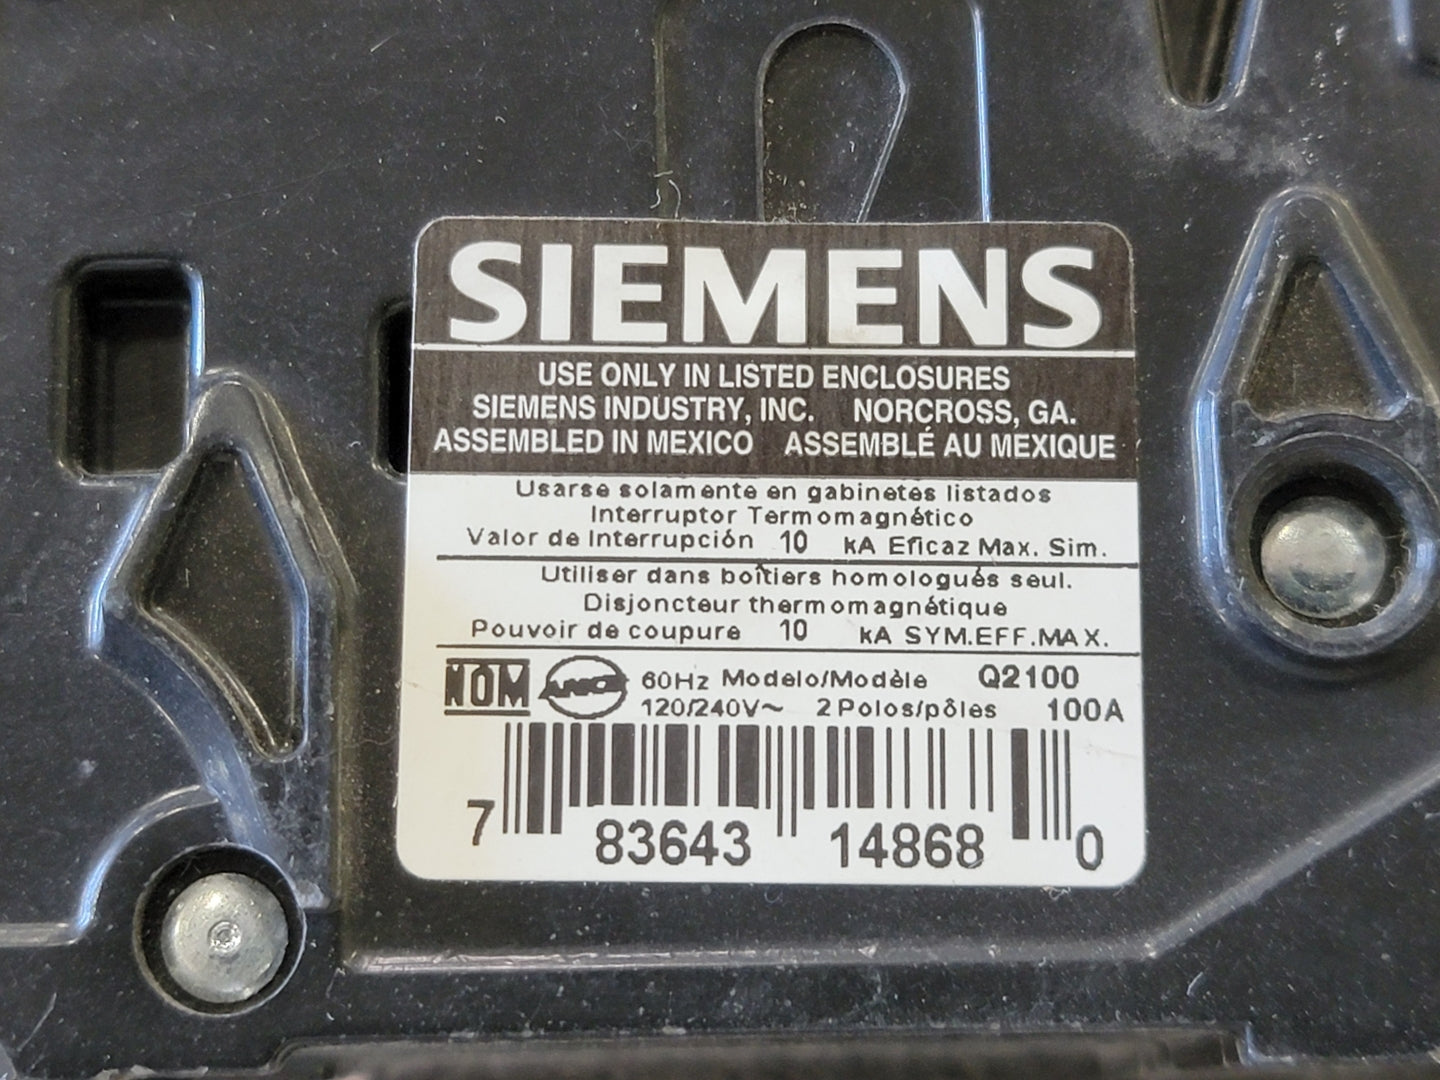 SIEMENS
USE ONLY IN LISTED ENCLOSURES
SIEMENS INDUSTRY, INC. NORCROSS, GA.
ASSEMBLED IN MEXICO ASSEMBLÉ AU MEXIQUE
Usarse solamente en gabinetes listados
Interruptor Termomagnético
Valor de Interrupción 10 kA Eficaz Max. Sim.
Utiliser dans boîtiers homologués seul.
Disjoncteur thermomagnétique
Pouvoir de coupure 10 kA SYM.EFF.MAX.
NOM ANCE 60Hz Modelo/Modèle Q2100
120/240V~ 2 Polos/pôles 100A
7 83643 14868 0